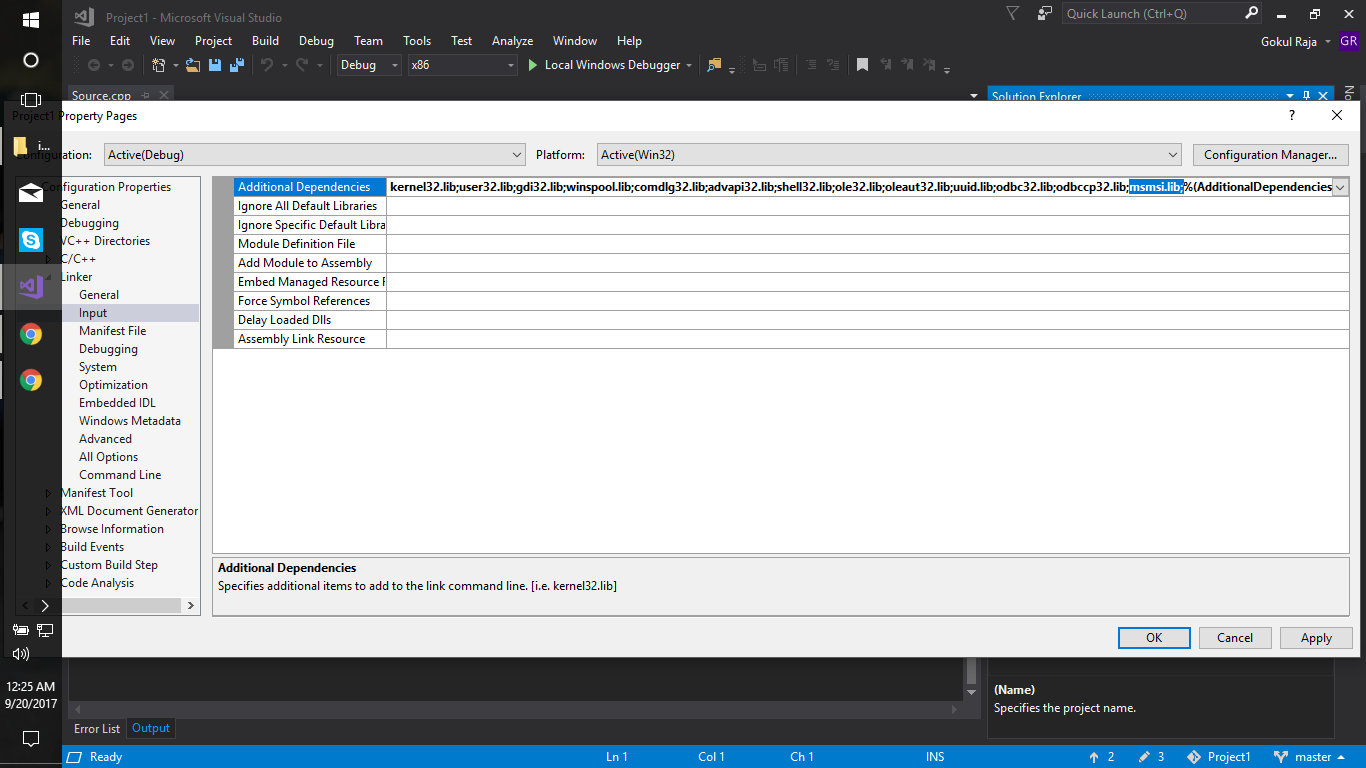 Project1 - Microsoft Visual Studio
Quick Launch (Ctrl+Q)
File Edit View Project Build Debug Team Tools Test Analyze Window Help
Gokul Raja GR
Debug x86 Local Windows Debugger
Source.cpp
Solution Explorer
No
Project1 Property Pages
?
i...
Configuration: Active(Debug) Platform: Active(Win32) Configuration Manager...
Configuration Properties
General
Debugging
VC++ Directories
C/C++
Linker
General
Input
Manifest File
Debugging
System
Optimization
Embedded IDL
Windows Metadata
Advanced
All Options
Command Line
Manifest Tool
XML Document Generator
Browse Information
Build Events
Custom Build Step
Code Analysis
Additional Dependencies kernel32.lib;user32.lib;gdi32.lib;winspool.lib;comdlg32.lib;advapi32.lib;shell32.lib;ole32.lib;oleaut32.lib;uuid.lib;odbc32.lib;odbccp32.lib;msmsi.lib;%(AdditionalDependencies
Ignore All Default Libraries
Ignore Specific Default Libra
Module Definition File
Add Module to Assembly
Embed Managed Resource F
Force Symbol References
Delay Loaded Dlls
Assembly Link Resource
Additional Dependencies
Specifies additional items to add to the link command line. [i.e. kernel32.lib]
OK Cancel Apply
12:25 AM
9/20/2017
(Name)
Specifies the project name.
Error List Output
Ready Ln 1 Col 1 Ch 1 INS 2 3 Project1 master